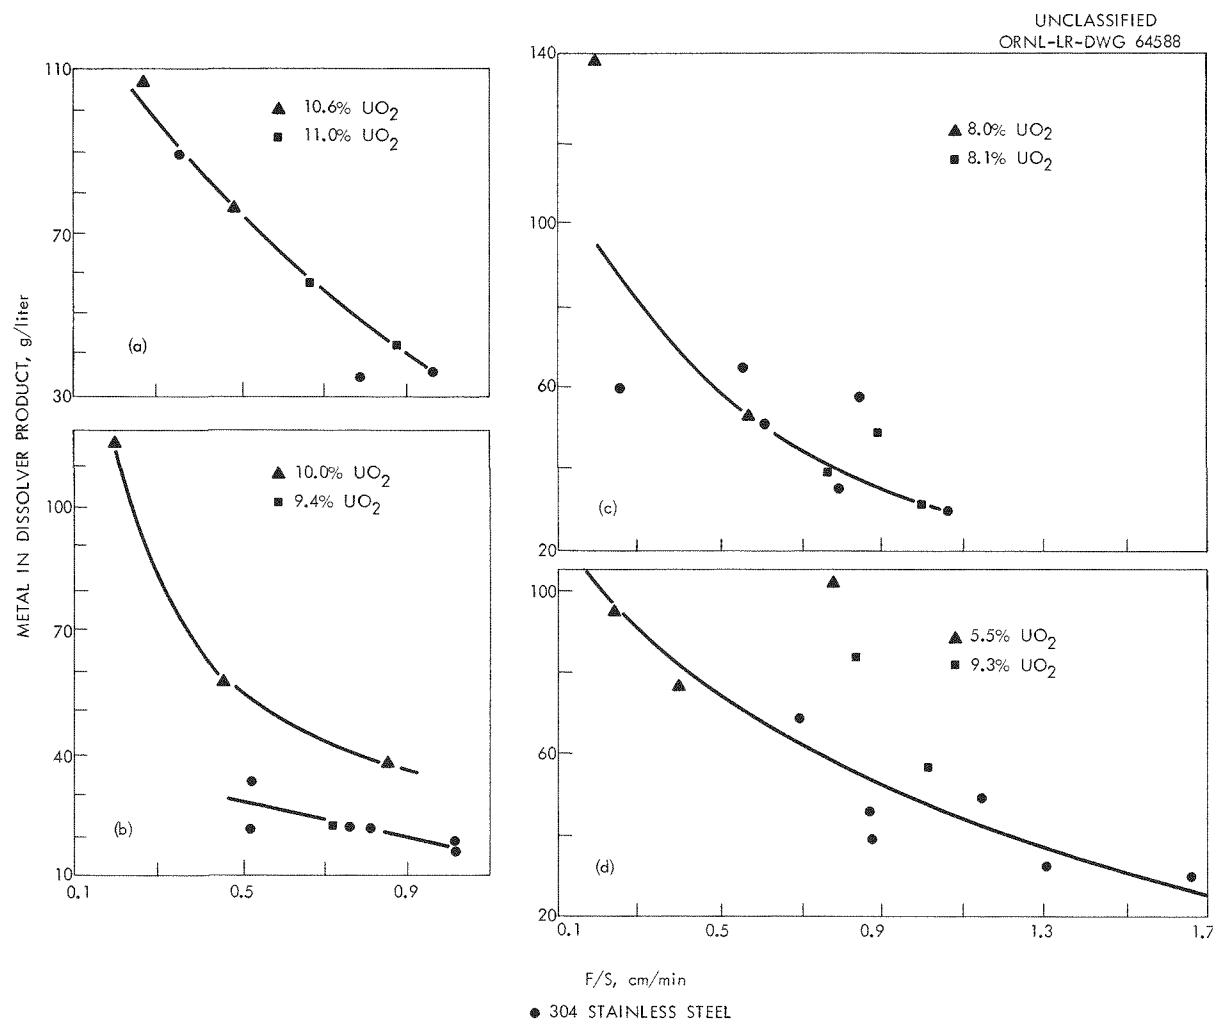 UNCLASSIFIED
ORNL-LR-DWG 64588
METAL IN DISSOLVER PRODUCT, g/liter
110
70
30
▲ 10.6% UO2
■ 11.0% UO2
(a)
100
70
40
10
▲ 10.0% UO2
■ 9.4% UO2
(b)
0.1 0.5 0.9
140
100
60
20
▲ 8.0% UO2
■ 8.1% UO2
(c)
100
60
20
▲ 5.5% UO2
■ 9.3% UO2
(d)
0.1 0.5 0.9 1.3 1.7
F/S, cm/min
● 304 STAINLESS STEEL